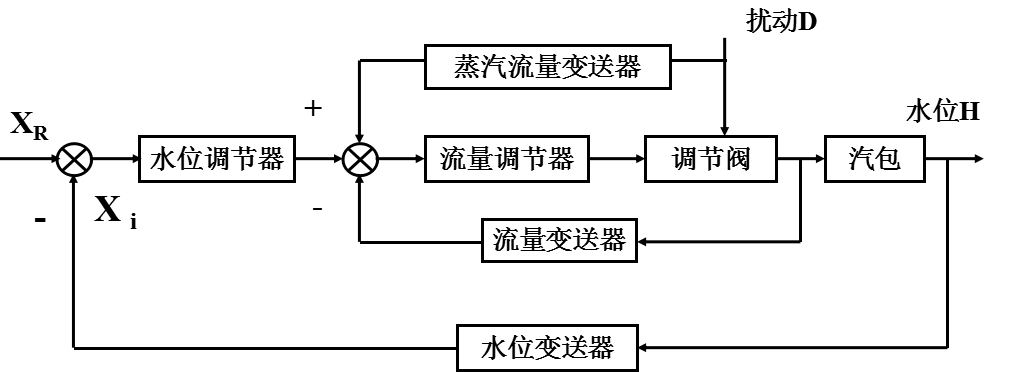 扰动D
蒸汽流量变送器
水位H
+
XR
水位调节器
流量调节器
调节阀
汽包
-
Xi
-
流量变送器
水位变送器